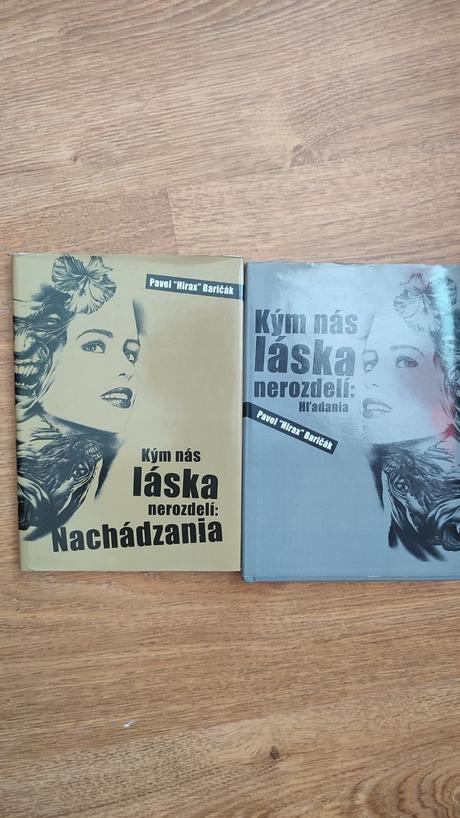 Pavel "Hirax" Baričák
Kým nás
láska
nerozdelí:
Nachádzania
Kým nás
láska
nerozdelí:
Hľadania
Pavel "Hirax" Baričák